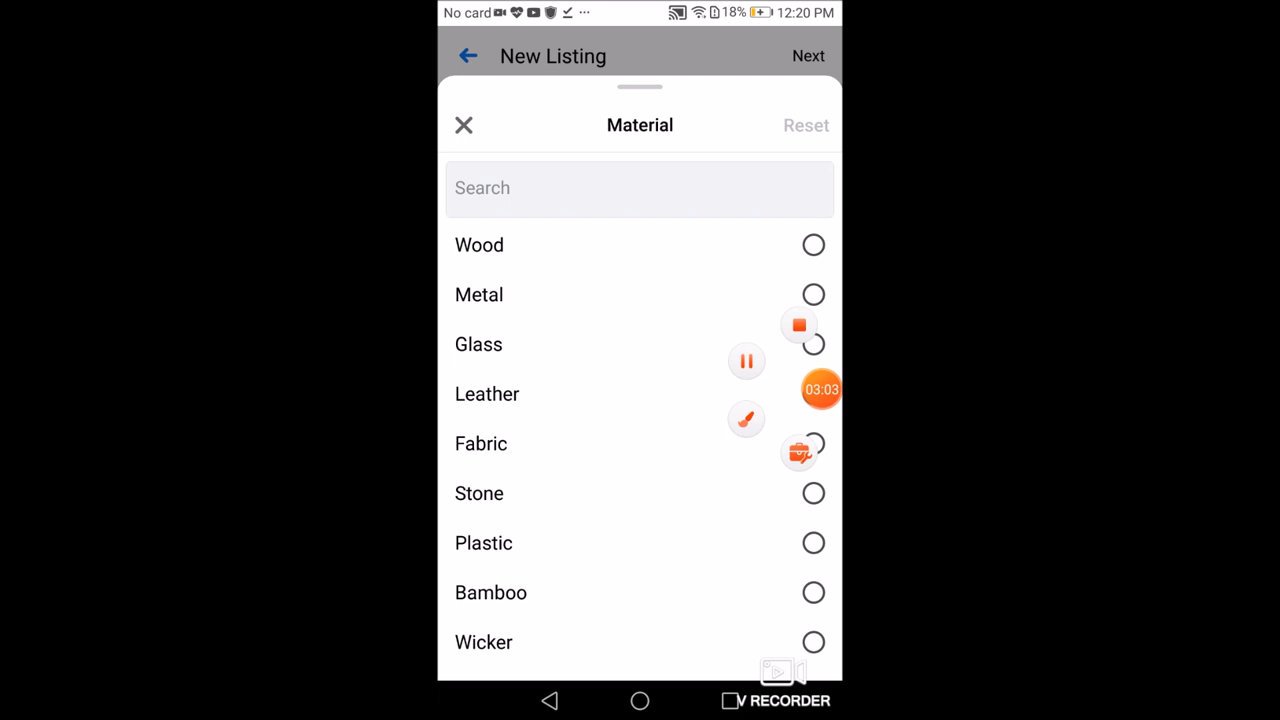 No card ... 18% 12:20 PM
New Listing Next
Material Reset
Search
Wood
Metal
Glass
Leather
03:03
Fabric
Stone
Plastic
Bamboo
Wicker
V RECORDER